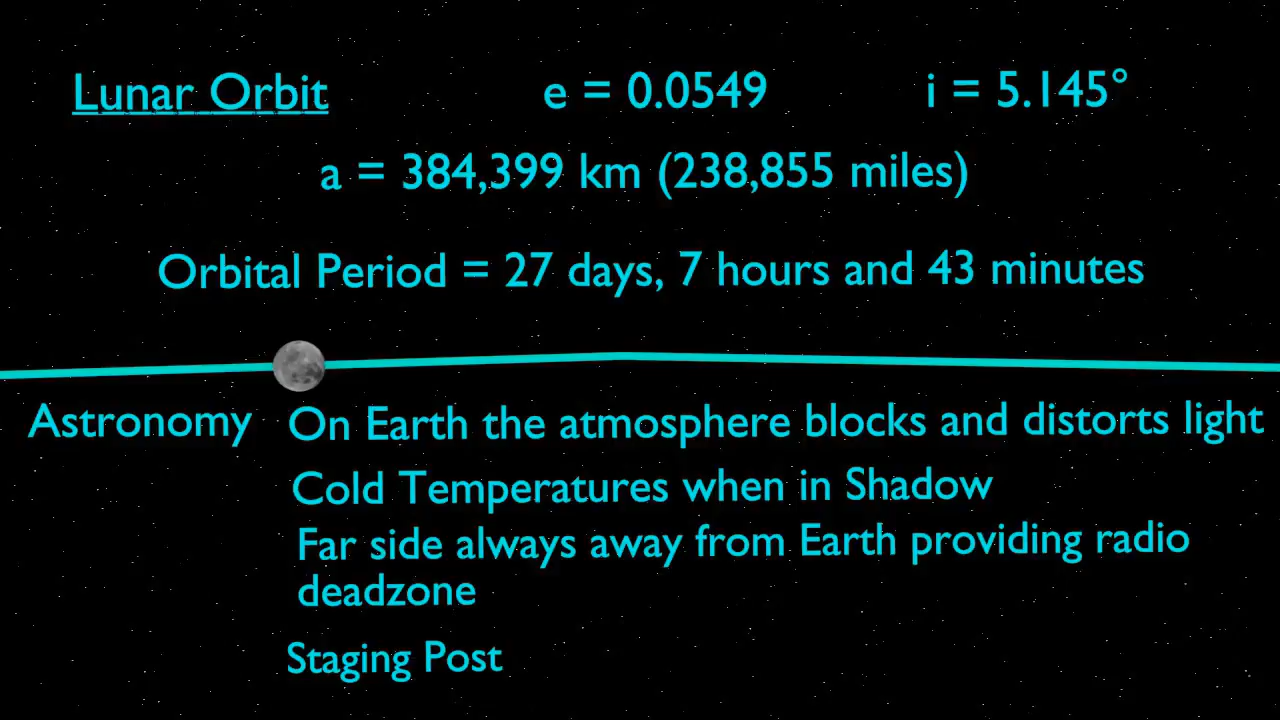 Lunar Orbit e = 0.0549 i = 5.145°
a = 384,399 km (238,855 miles)
Orbital Period = 27 days, 7 hours and 43 minutes
Astronomy On Earth the atmosphere blocks and distorts light
Cold Temperatures when in Shadow
Far side always away from Earth providing radio
deadzone
Staging Post